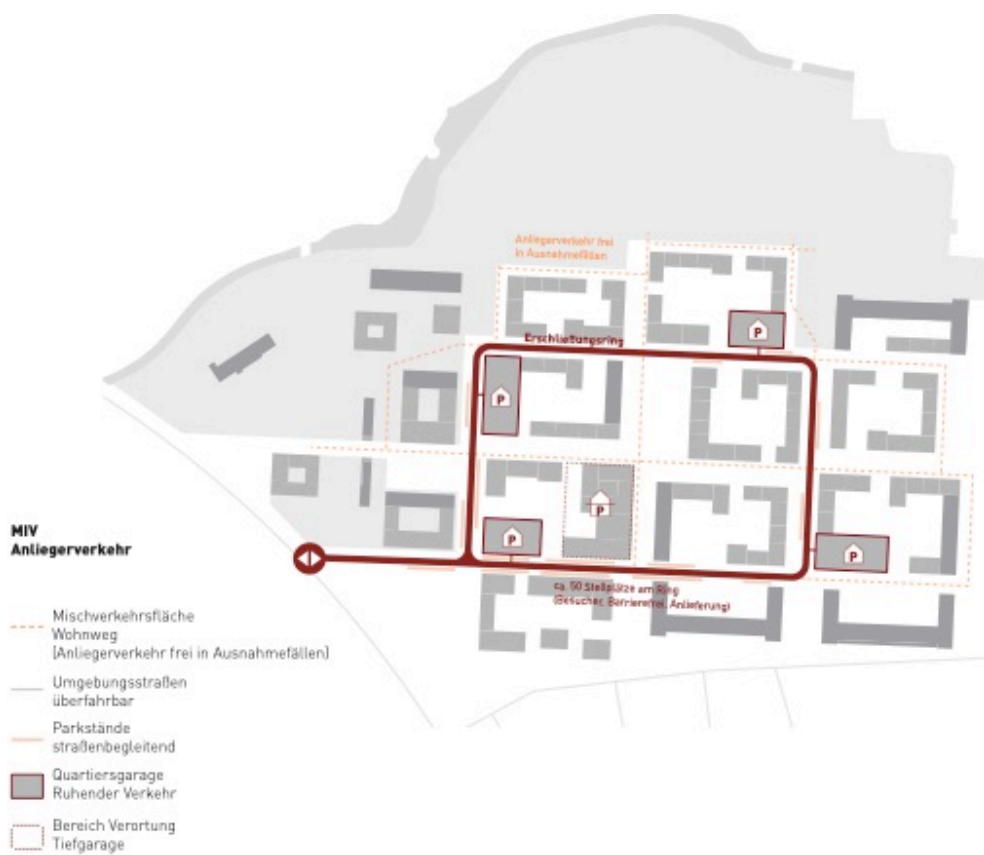 Anliegerverkehr frei
in Ausnahmefällen
P
Erschließungsring
P
P
P
P
MIV
Anliegerverkehr
ca. 50 Stellplätze am Ring
(Besucher, Barrierefrei, Anlieferung)
Mischverkehrsfläche
Wohnweg
[Anliegerverkehr frei in Ausnahmefällen]
Umgebungsstraßen
überfahrbar
Parkstände
straßenbegleitend
Quartiersgarage
Ruhender Verkehr
Bereich Verortung
Tiefgarage